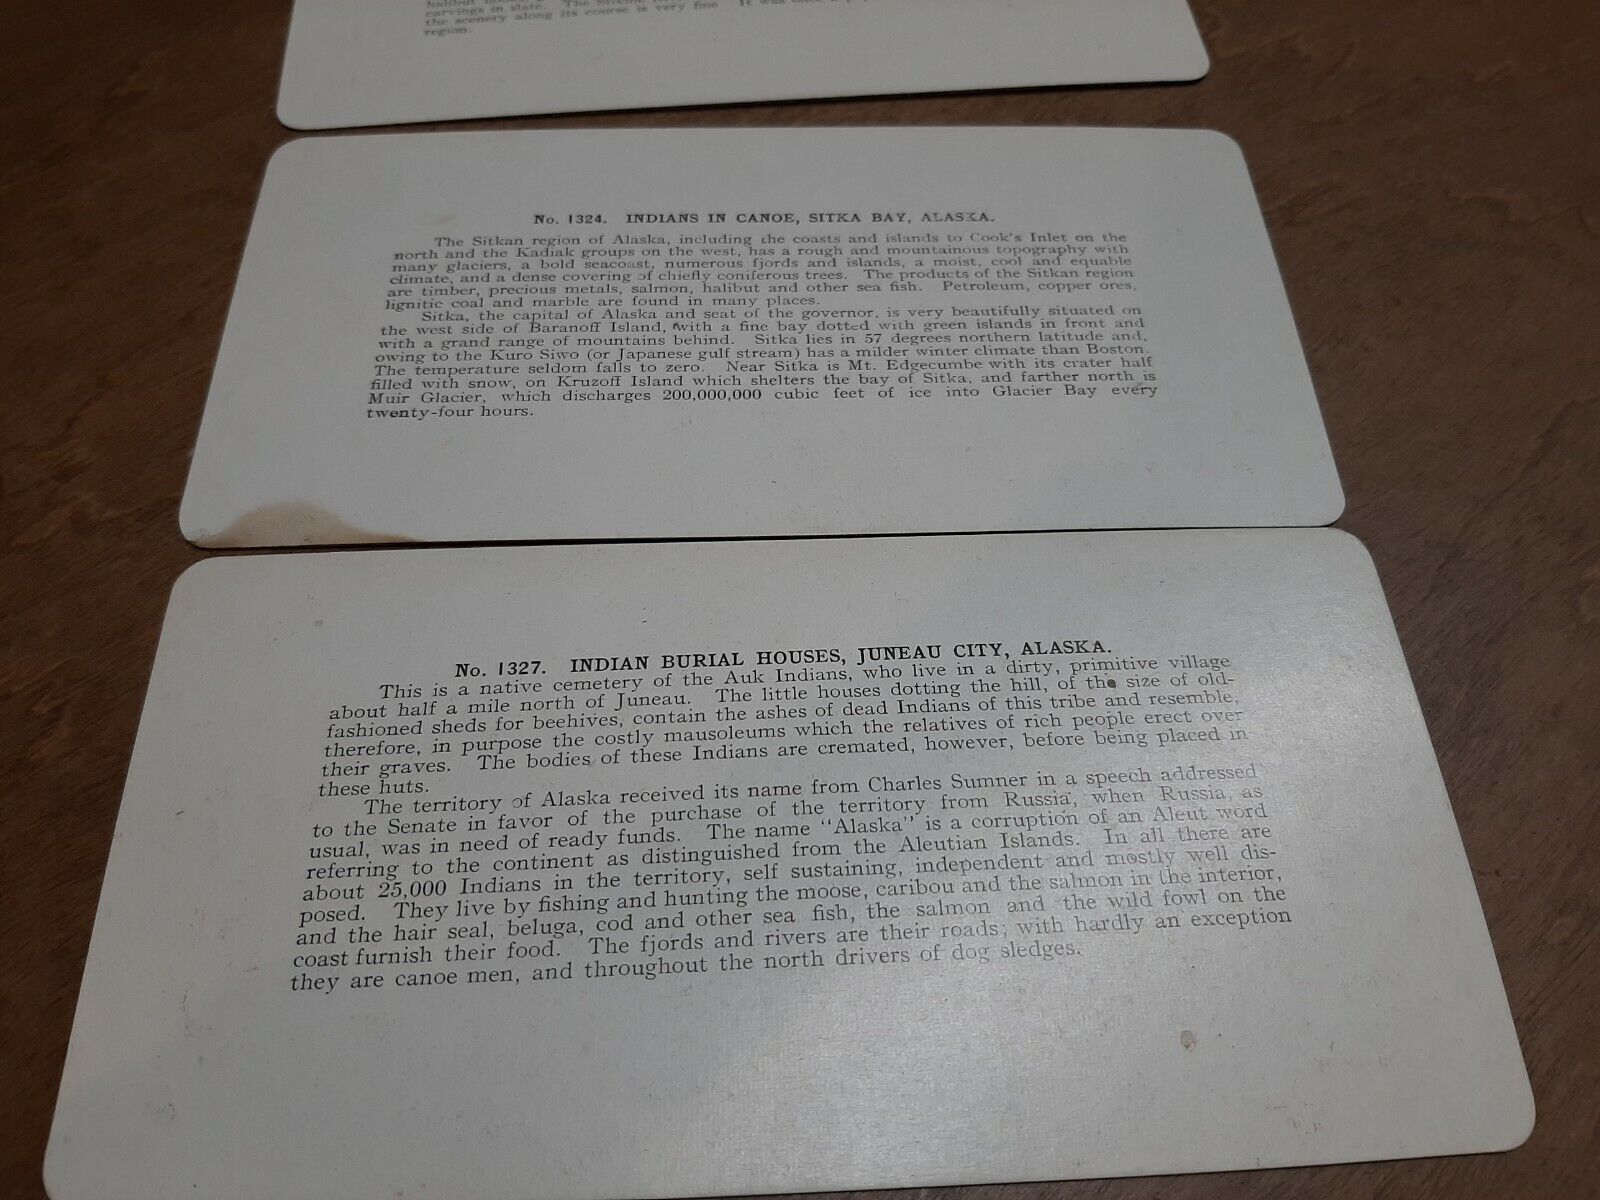 carvings in slate. The Stikine
the scenery along its course is very fine It was once a
region.
No. 1324. INDIANS IN CANOE, SITKA BAY, ALASKA.
The Sitkan region of Alaska, including the coasts and islands to Cook's Inlet on the
north and the Kadiak groups on the west, has a rough and mountainous topography with
many glaciers, a bold seacoast, numerous fjords and islands, a moist, cool and equable
climate, and a dense covering of chiefly coniferous trees. The products of the Sitkan region
are timber, precious metals, salmon, halibut and other sea fish. Petroleum, copper ores,
lignitic coal and marble are found in many places.
Sitka, the capital of Alaska and seat of the governor, is very beautifully situated on
the west side of Baranoff Island, with a fine bay dotted with green islands in front and
with a grand range of mountains behind. Sitka lies in 57 degrees northern latitude and,
owing to the Kuro Siwo (or Japanese gulf stream) has a milder winter climate than Boston.
The temperature seldom falls to zero. Near Sitka is Mt. Edgecumbe with its crater half
filled with snow, on Kruzoff Island which shelters the bay of Sitka, and farther north is
Muir Glacier, which discharges 200,000,000 cubic feet of ice into Glacier Bay every
twenty-four hours.
No. 1327. INDIAN BURIAL HOUSES, JUNEAU CITY, ALASKA.
This is a native cemetery of the Auk Indians, who live in a dirty, primitive village
about half a mile north of Juneau. The little houses dotting the hill, of the size of old-
fashioned sheds for beehives, contain the ashes of dead Indians of this tribe and resemble,
therefore, in purpose the costly mausoleums which the relatives of rich people erect over
their graves. The bodies of these Indians are cremated, however, before being placed in
these huts.
The territory of Alaska received its name from Charles Sumner in a speech addressed
to the Senate in favor of the purchase of the territory from Russia, when Russia, as
usual, was in need of ready funds. The name "Alaska" is a corruption of an Aleut word
referring to the continent as distinguished from the Aleutian Islands. In all there are
about 25,000 Indians in the territory, self sustaining, independent and mostly well dis-
posed. They live by fishing and hunting the moose, caribou and the salmon in the interior,
and the hair seal, beluga, cod and other sea fish, the salmon and the wild fowl on the
coast furnish their food. The fjords and rivers are their roads; with hardly an exception
they are canoe men, and throughout the north drivers of dog sledges.